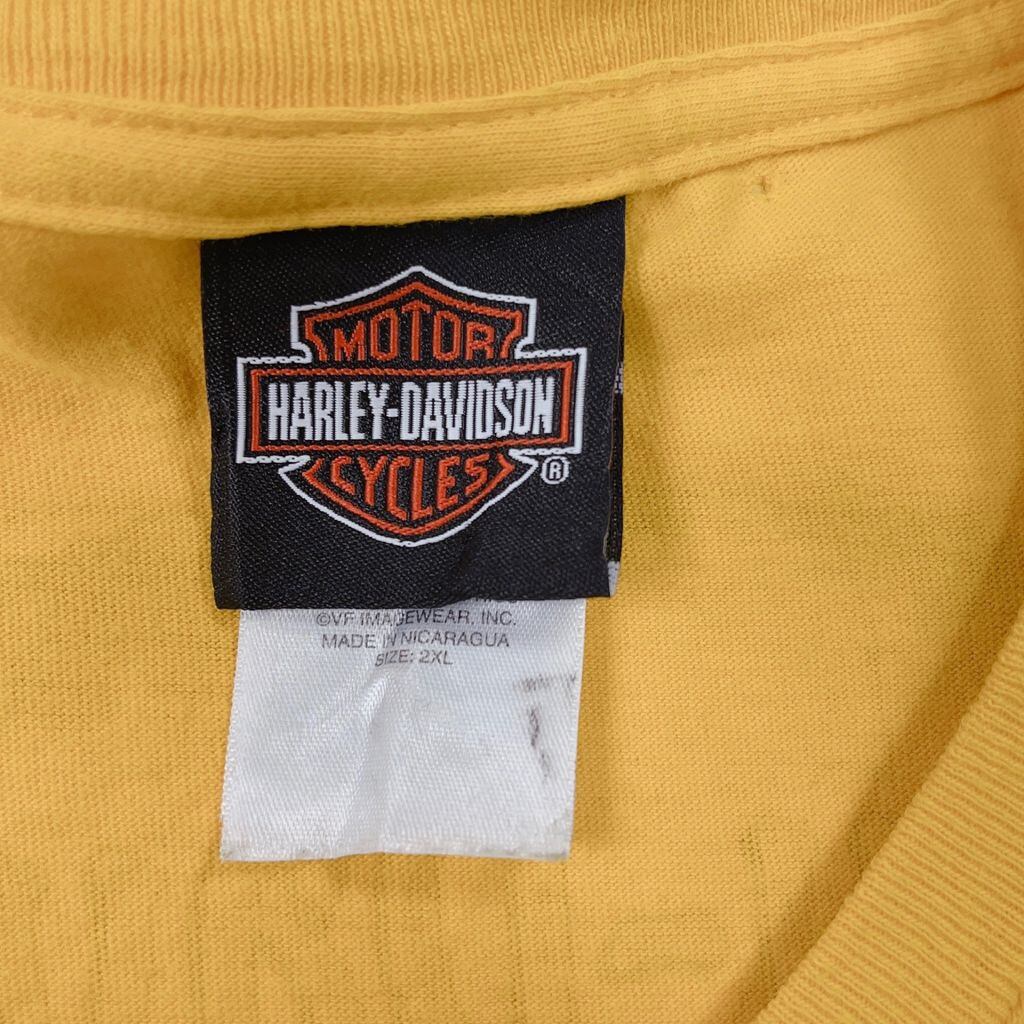 MOTOR
HARLEY-DAVIDSON
CYCLES
®
©VF IMAGEWEAR, INC.
MADE IN NICARAGUA
SIZE: 2XL